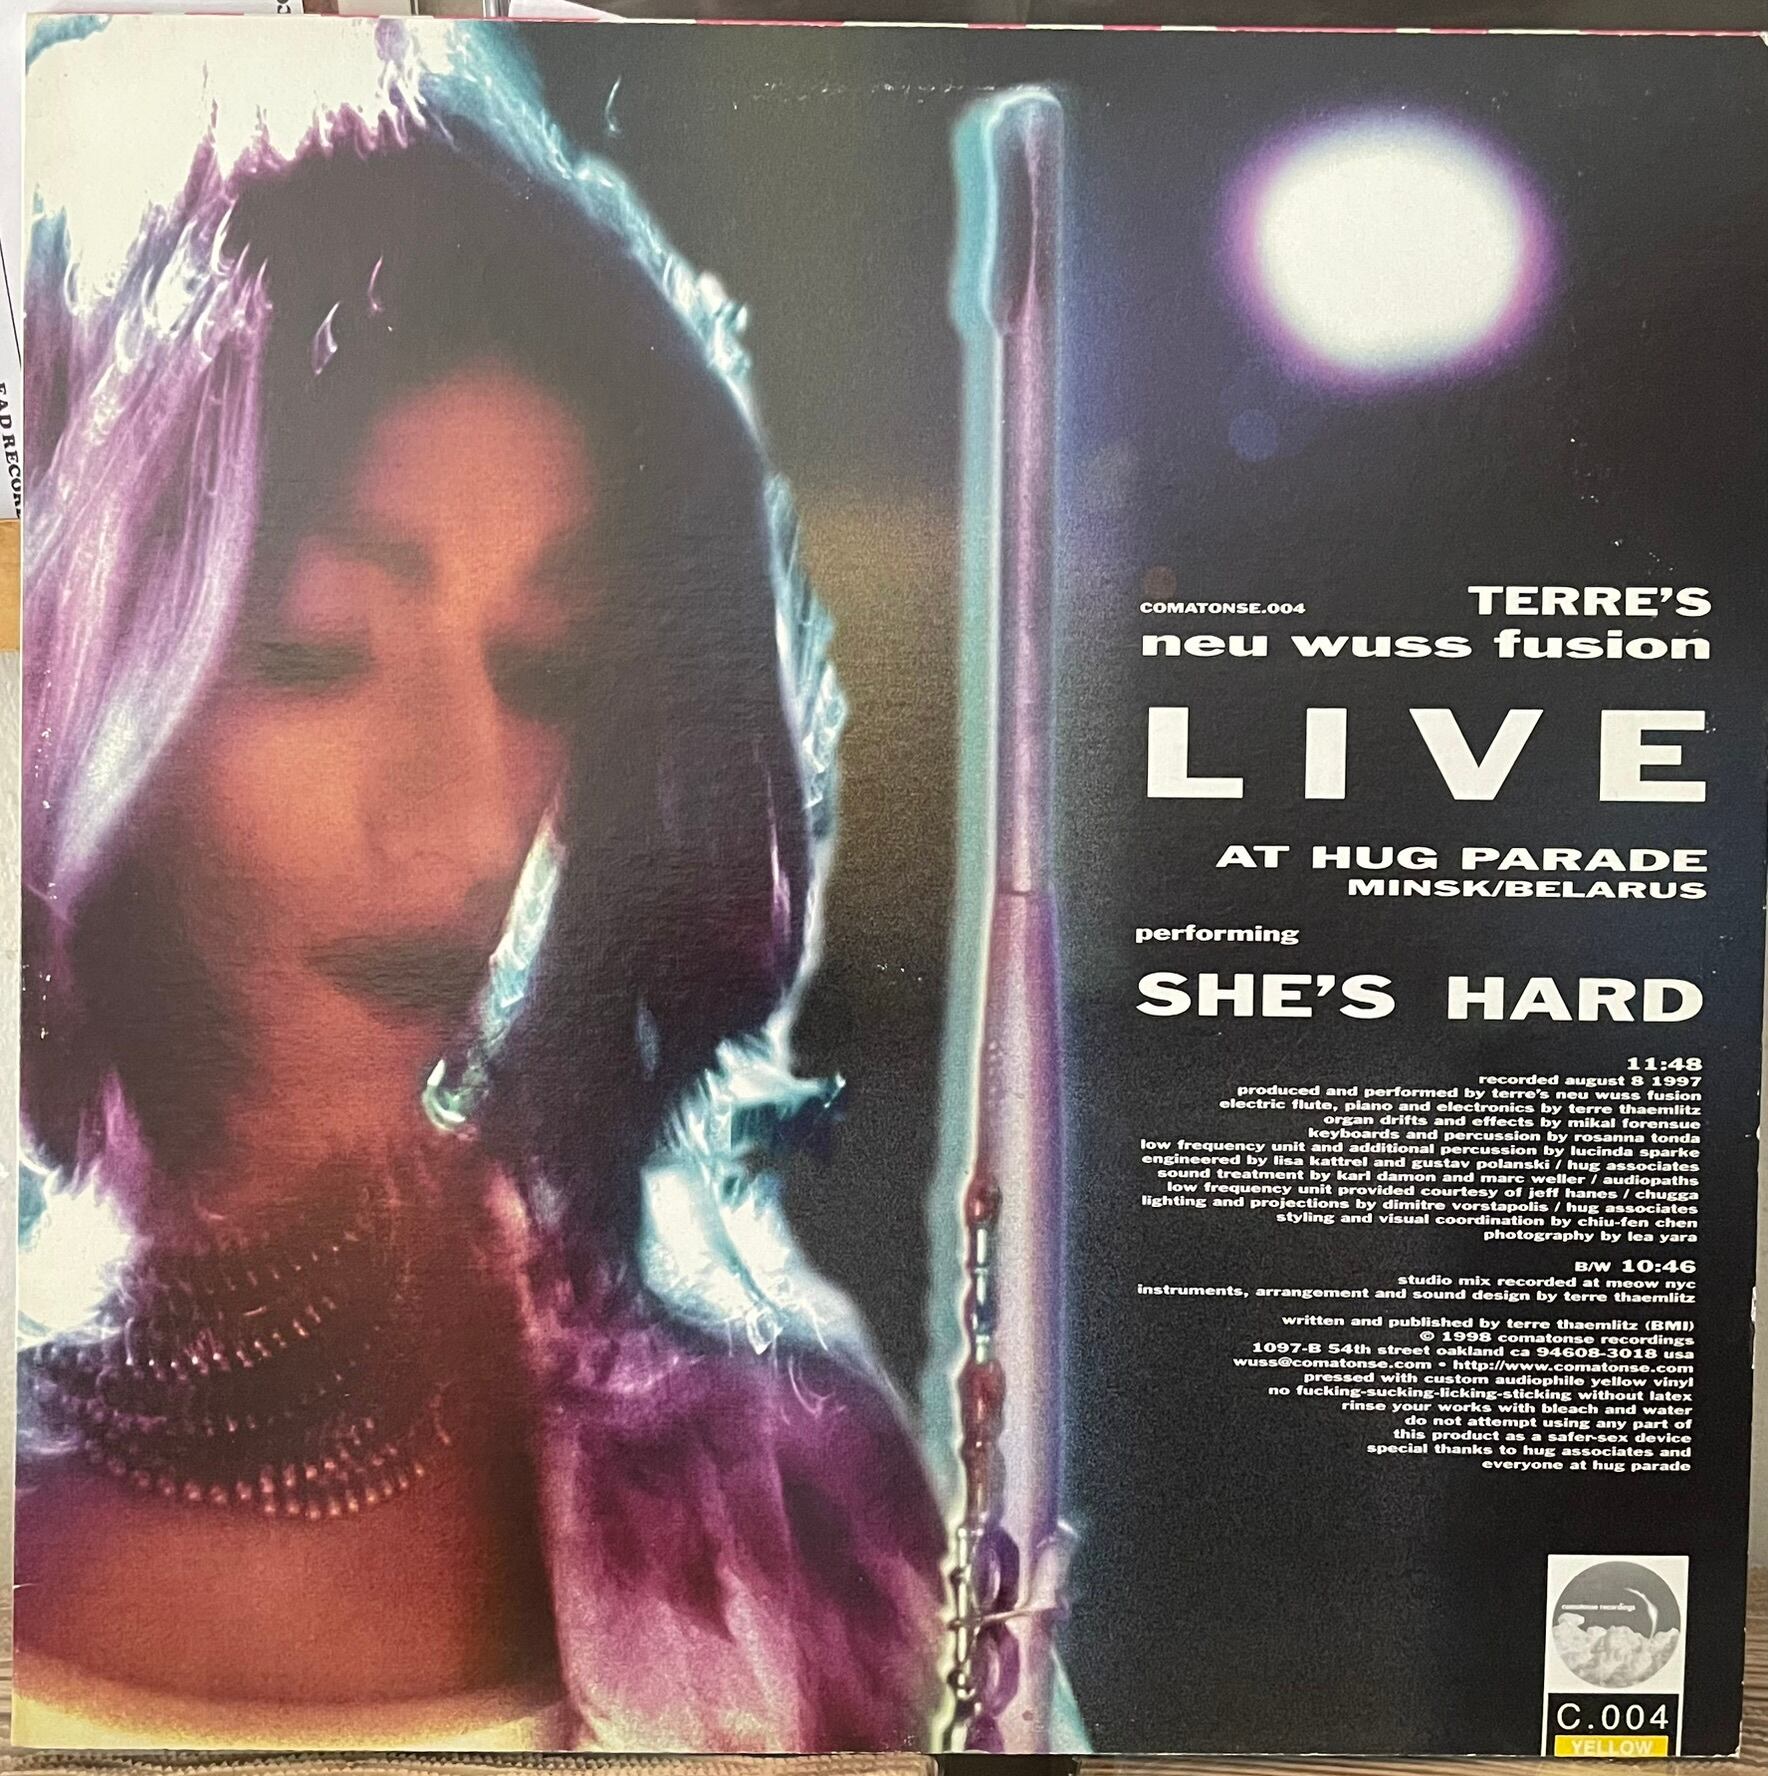 COMATONSE.004
TERRE'S
neu wuss fusion
LIVE
AT HUG PARADE
MINSK/BELARUS
performing
SHE'S HARD
11:48
recorded august 8 1997
produced and performed by terre's neu wuss fusion
electric flute, piano and electronics by terre thaemlitz
organ drifts and effects by mikal forensue
keyboards and percussion by rosanna tonda
low frequency unit and additional percussion by lucinda sparke
engineered by lisa kattrel and gustav polanski / hug associates
sound treatment by karl damon and marc weller / audiopaths
low frequency unit provided courtesy of jeff hanes / chugga
lighting and projections by dimitre vorstapolis / hug associates
styling and visual coordination by chiu-fen chen
photography by lea yara
B/W 10:46
studio mix recorded at meow nyc
instruments, arrangement and sound design by terre thaemlitz
written and published by terre thaemlitz (BMI)
© 1998 comatonse recordings
1097-B 54th street oakland ca 94608-3018 usa
wuss@comatonse.com • http://www.comatonse.com
pressed with custom audiophile yellow vinyl
no fucking-sucking-licking-sticking without latex
rinse your works with bleach and water
do not attempt using any part of
this product as a safer-sex device
special thanks to hug associates and
everyone at hug parade
comatonse recordings
C.004
YELLOW